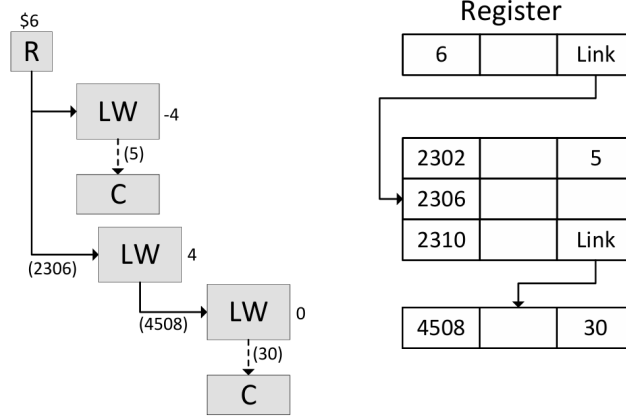 $6
R
LW
-4
(5)
C
(2306)
LW
4
(4508)
LW
0
(30)
C
Register
6 Link
2302 5
2306
2310 Link
4508 30